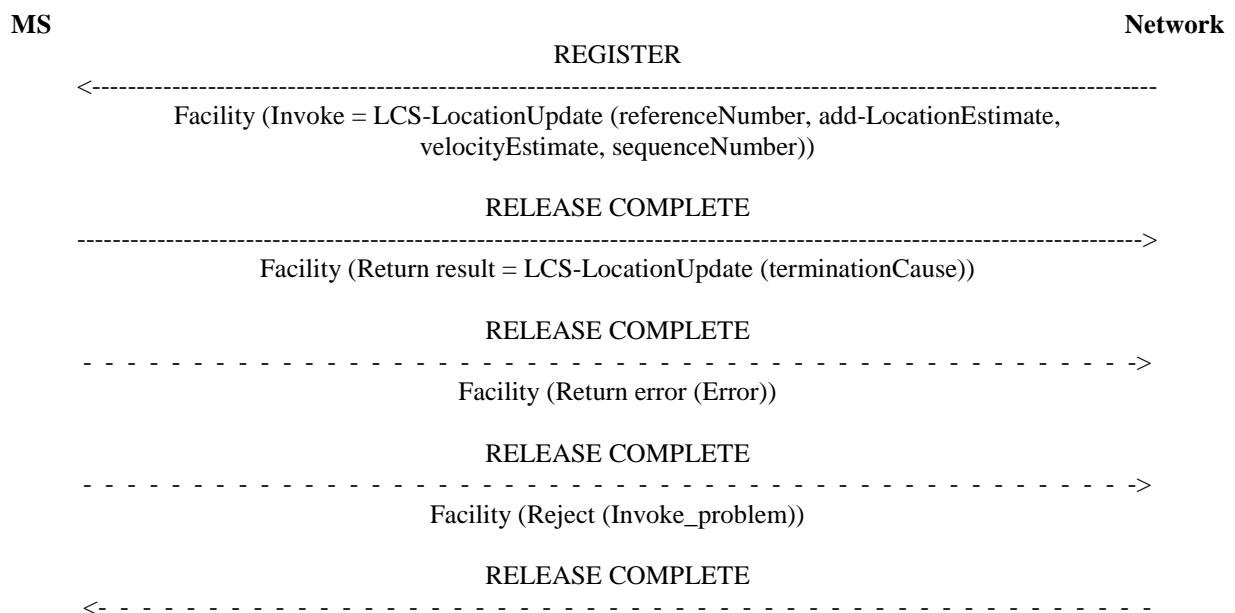 MS Network
REGISTER
<------------------------------------------------------------------------------------------------------------------------
Facility (Invoke = LCS-LocationUpdate (referenceNumber, add-LocationEstimate,
velocityEstimate, sequenceNumber))
RELEASE COMPLETE
------------------------------------------------------------------------------------------------------------------------>
Facility (Return result = LCS-LocationUpdate (terminationCause))
RELEASE COMPLETE
- - - - - - - - - - - - - - - - - - - - - - - - - - - - - - - - - - - - - - - - - - - - - - - ->
Facility (Return error (Error))
RELEASE COMPLETE
- - - - - - - - - - - - - - - - - - - - - - - - - - - - - - - - - - - - - - - - - - - - - - - ->
Facility (Reject (Invoke_problem))
RELEASE COMPLETE
<- - - - - - - - - - - - - - - - - - - - - - - - - - - - - - - - - - - - - - - - - - - - - - - -